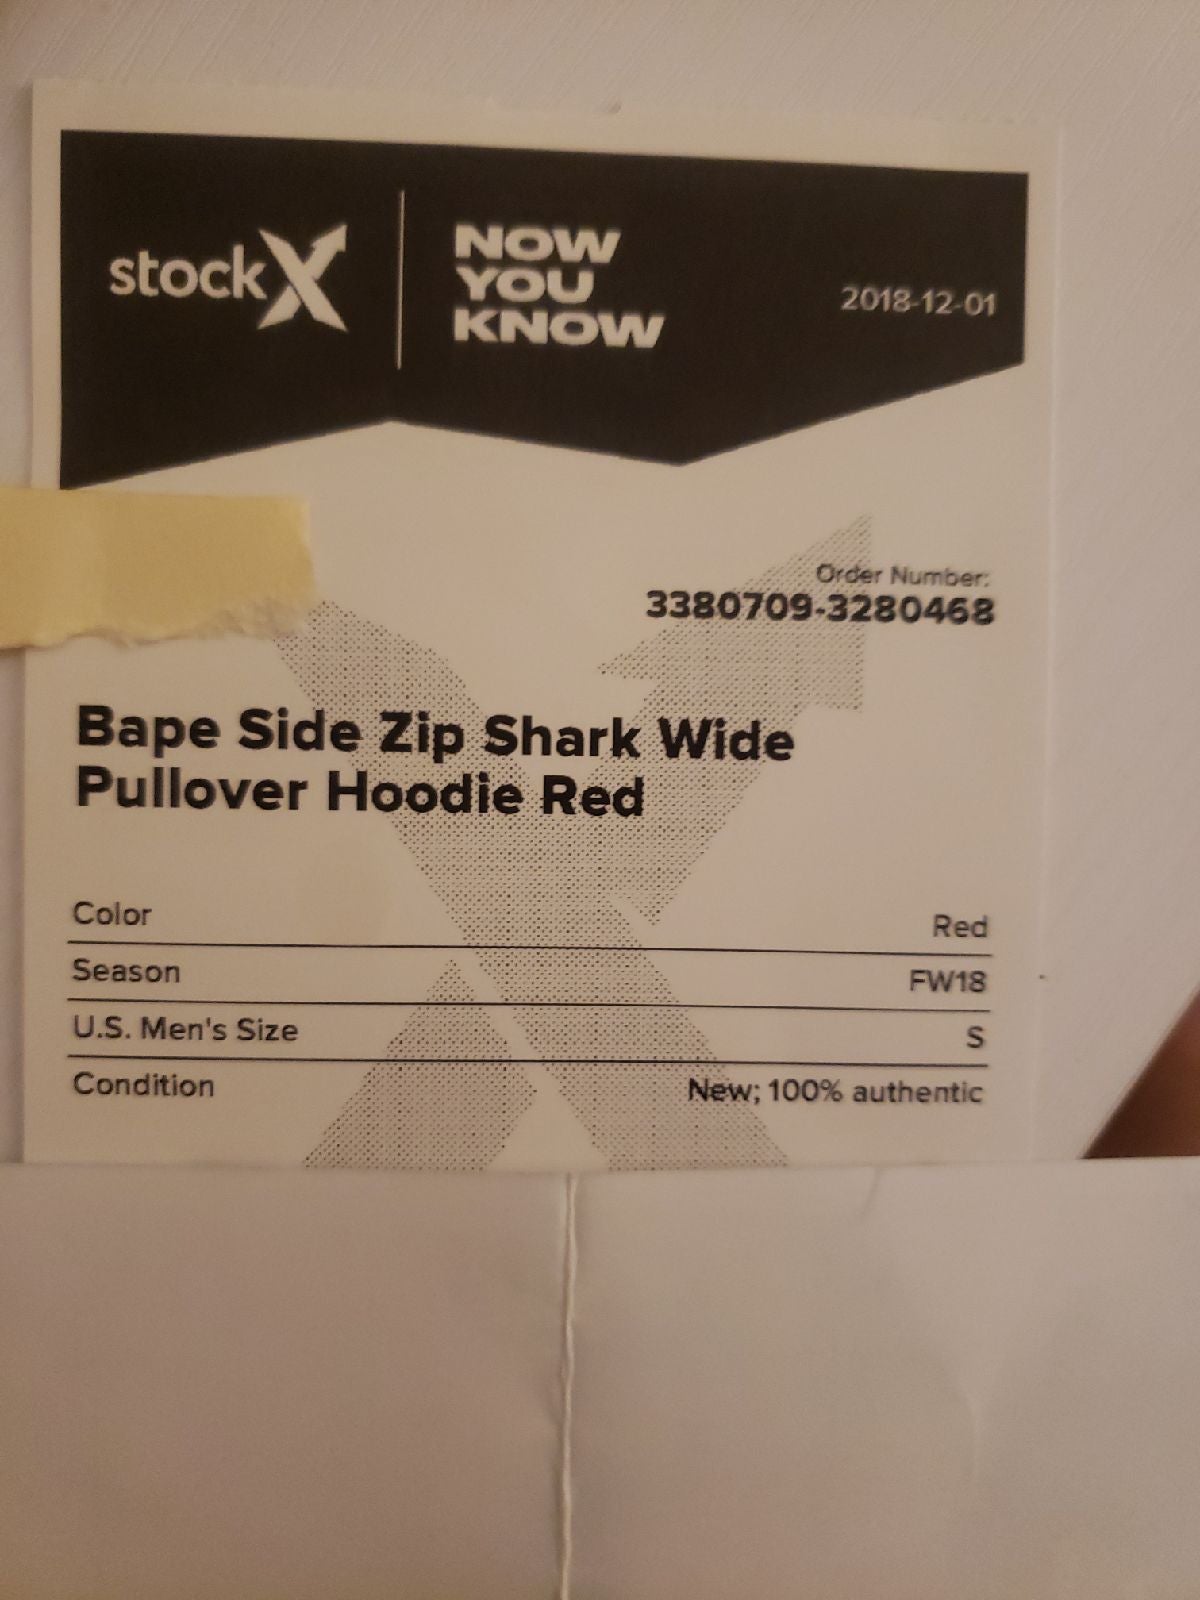 stockX
NOW
YOU
KNOW
2018-12-01
Order Number:
3380709-3280468
Bape Side Zip Shark Wide
Pullover Hoodie Red
Color Red
Season FW18
U.S. Men's Size S
Condition New; 100% authentic